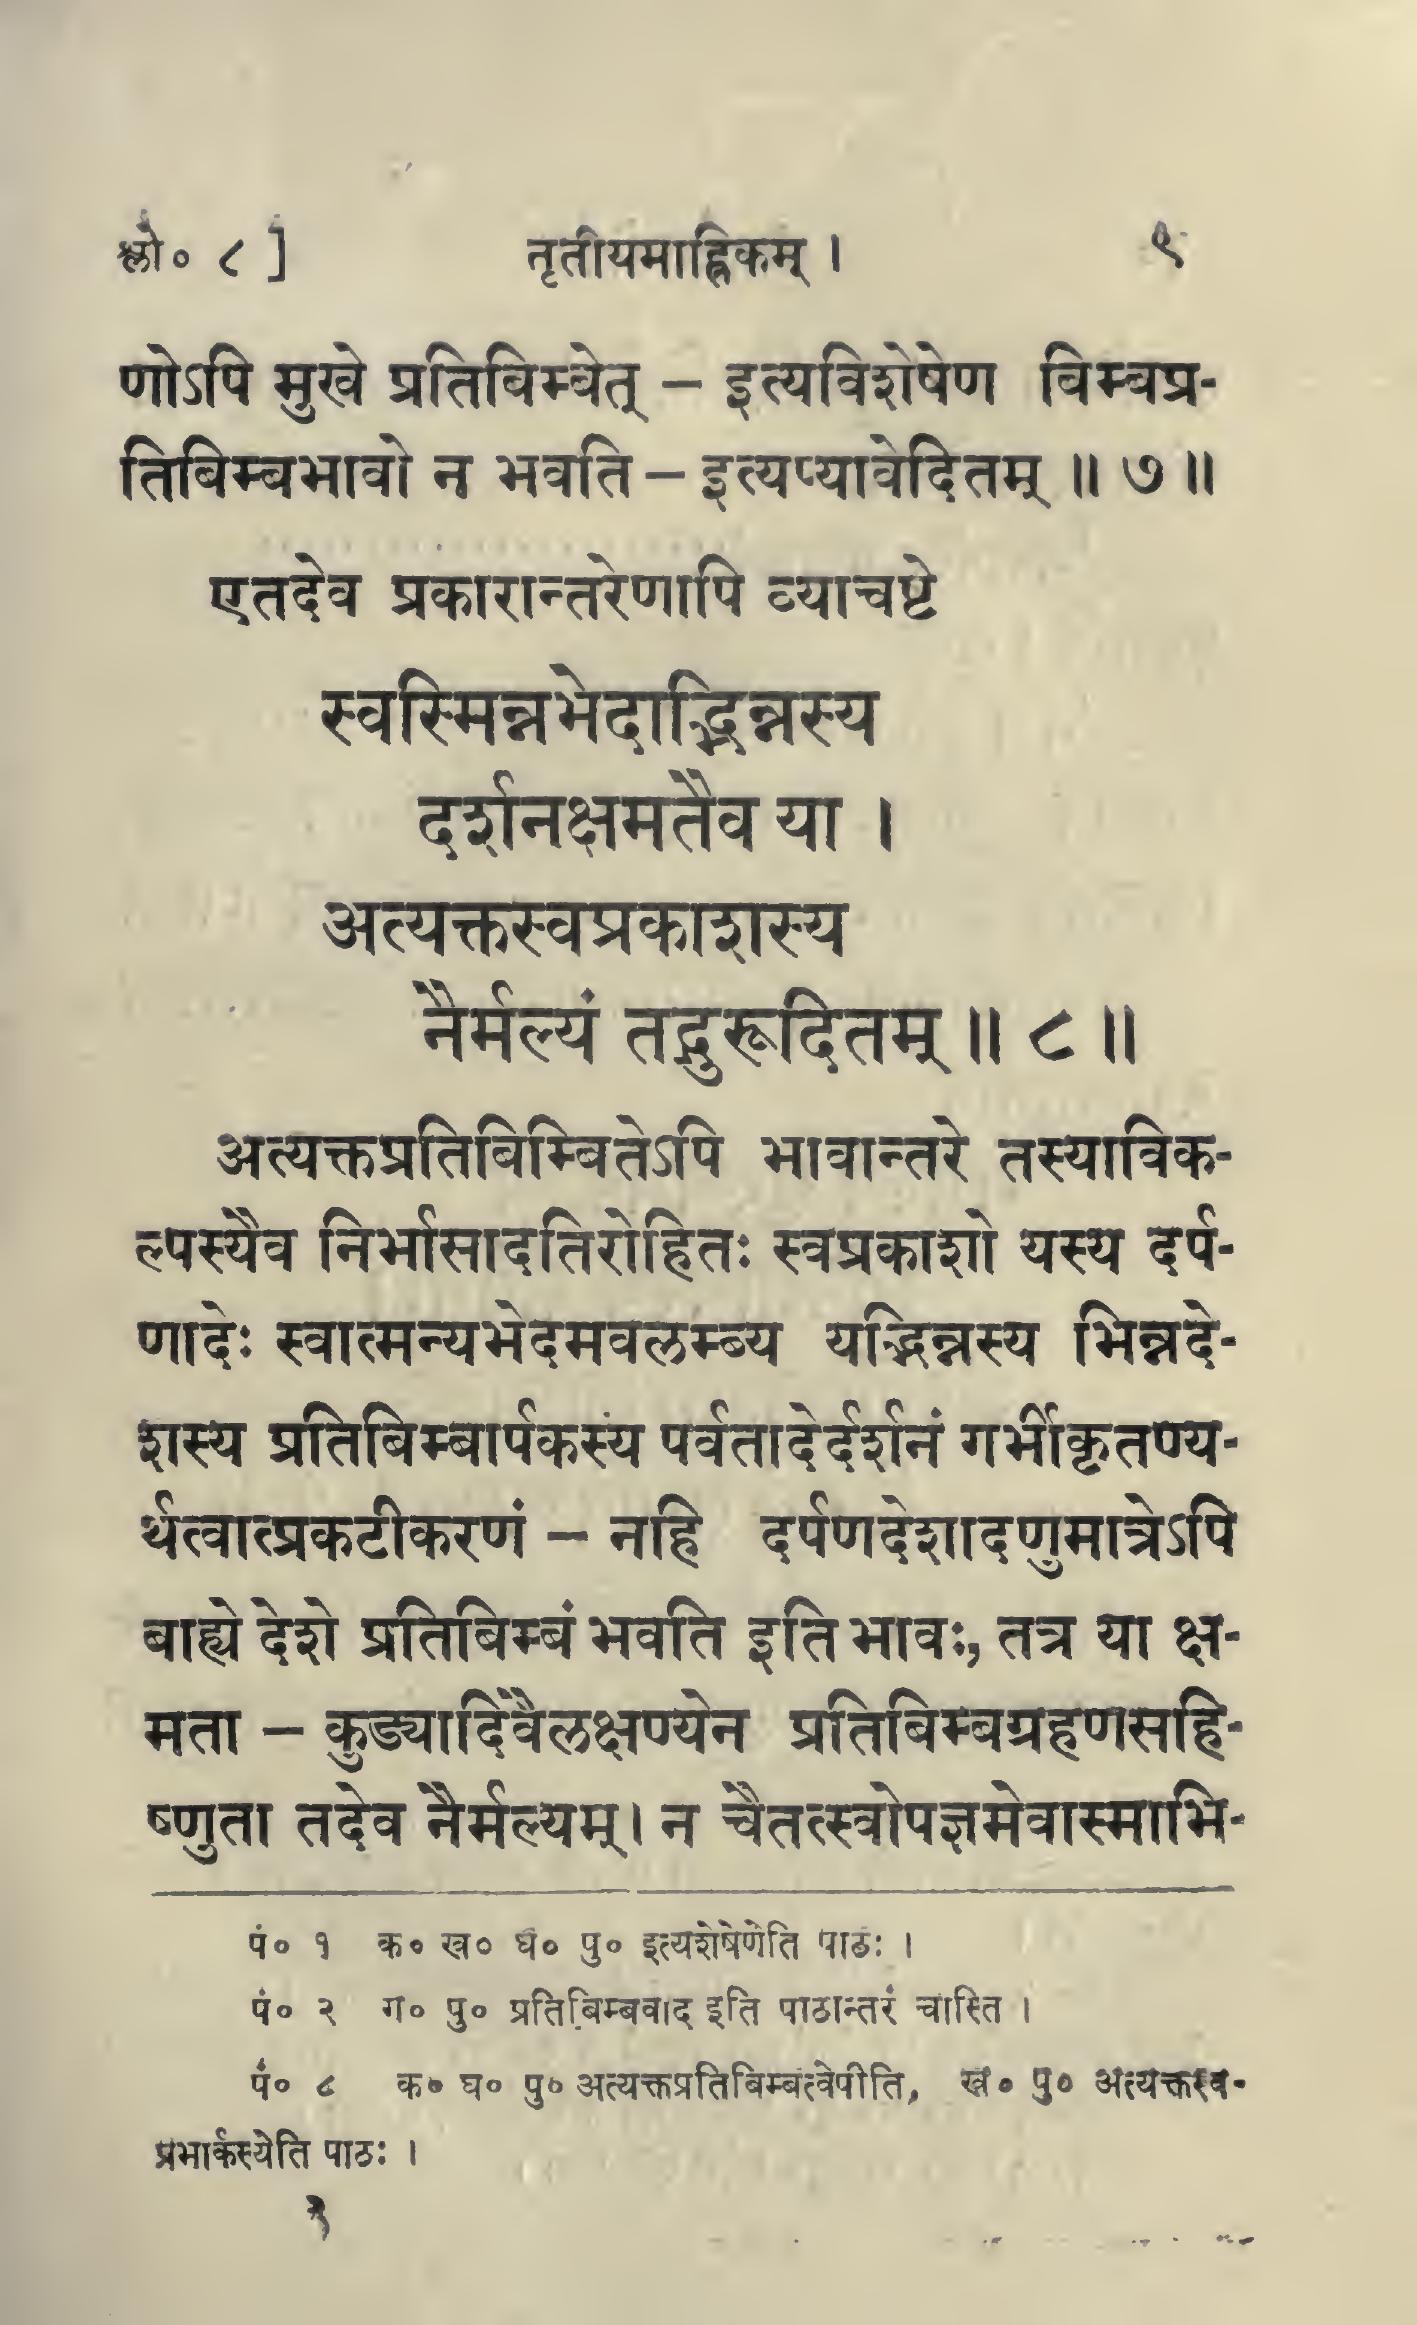 श्लो० ८ ] तृतीयमाह्निकम् । ९
णोऽपि मुखे प्रतिबिम्बेत् – इत्यविशेषेण बिम्बप्र-
तिबिम्बभावो न भवति – इत्यप्यावेदितम् ॥ ७ ॥
एतदेव प्रकारान्तरेणापि व्याचष्टे
स्वस्मिन्नभेदाद्भिन्नस्य
दर्शनक्षमतैव या ।
अत्यक्तस्वप्रकाशस्य
नैर्मल्यं तद्गुरूदितम् ॥ ८ ॥
अत्यक्तप्रतिबिम्बितेऽपि भावान्तरे तस्याविक-
ल्पस्यैव निर्भासादतिरोहितः स्वप्रकाशो यस्य दर्प-
णादेः स्वात्मन्यभेदमवलम्ब्य यद्भिन्नस्य भिन्नदे-
शस्य प्रतिबिम्बार्पकस्य पर्वतादेर्दर्शनं गर्भीकृतण्य-
र्थत्वात्प्रकटीकरणं – नहि दर्पणदेशादणुमात्रेऽपि
बाह्ये देशे प्रतिबिम्बं भवति इति भावः, तत्र या क्ष-
मता – कुड्यादिवैलक्षण्येन प्रतिबिम्बग्रहणसहि-
ष्णुता तदेव नैर्मल्यम् । न चैतत्स्वोपज्ञमेवास्माभि-
पं० १ क० ख० घ० पु० इत्यशेषेणेति पाठः ।
पं० २ ग० पु० प्रतिबिम्बवाद इति पाठान्तरं चास्ति ।
पं० ८ क० घ० पु० अत्यक्तप्रतिबिम्बत्वेपीति, ख० पु० अत्यक्तस्व-
प्रभार्कस्येति पाठः ।
२